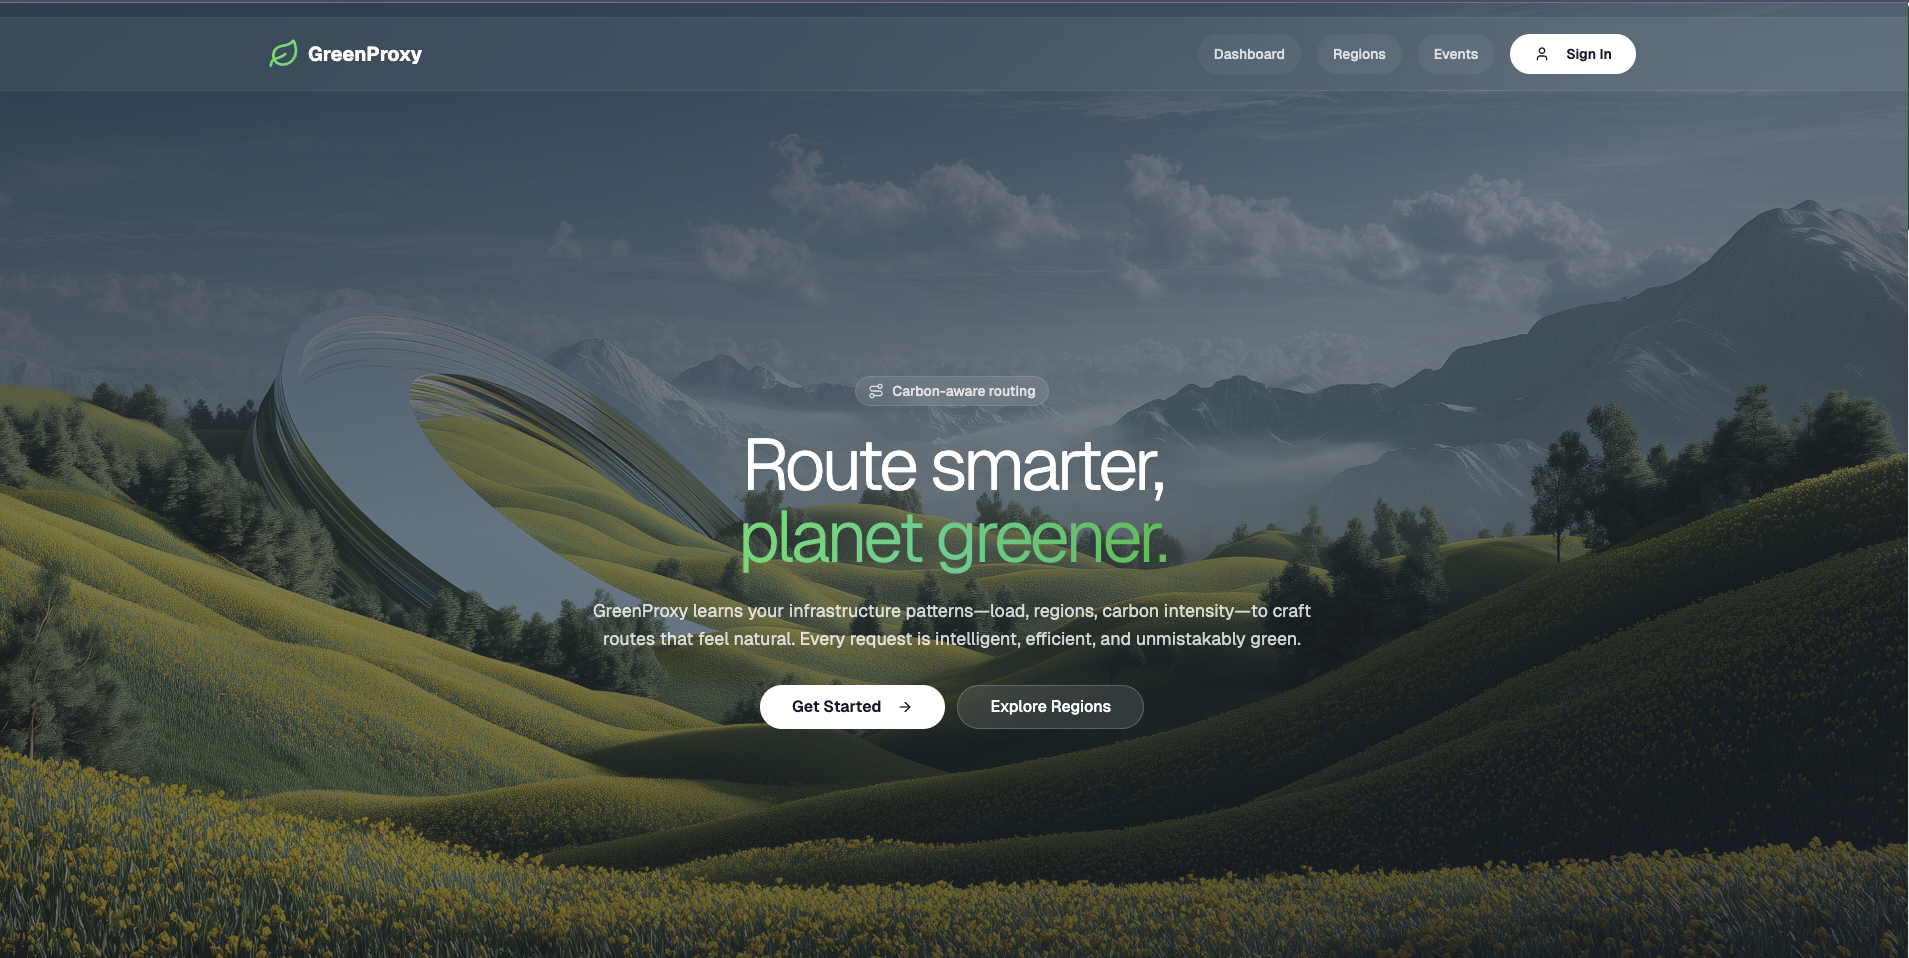 GreenProxy
Dashboard
Regions
Events
Sign In
Carbon-aware routing
Route smarter,
planet greener.
GreenProxy learns your infrastructure patterns—load, regions, carbon intensity—to craft
routes that feel natural. Every request is intelligent, efficient, and unmistakably green.
Get Started
Explore Regions